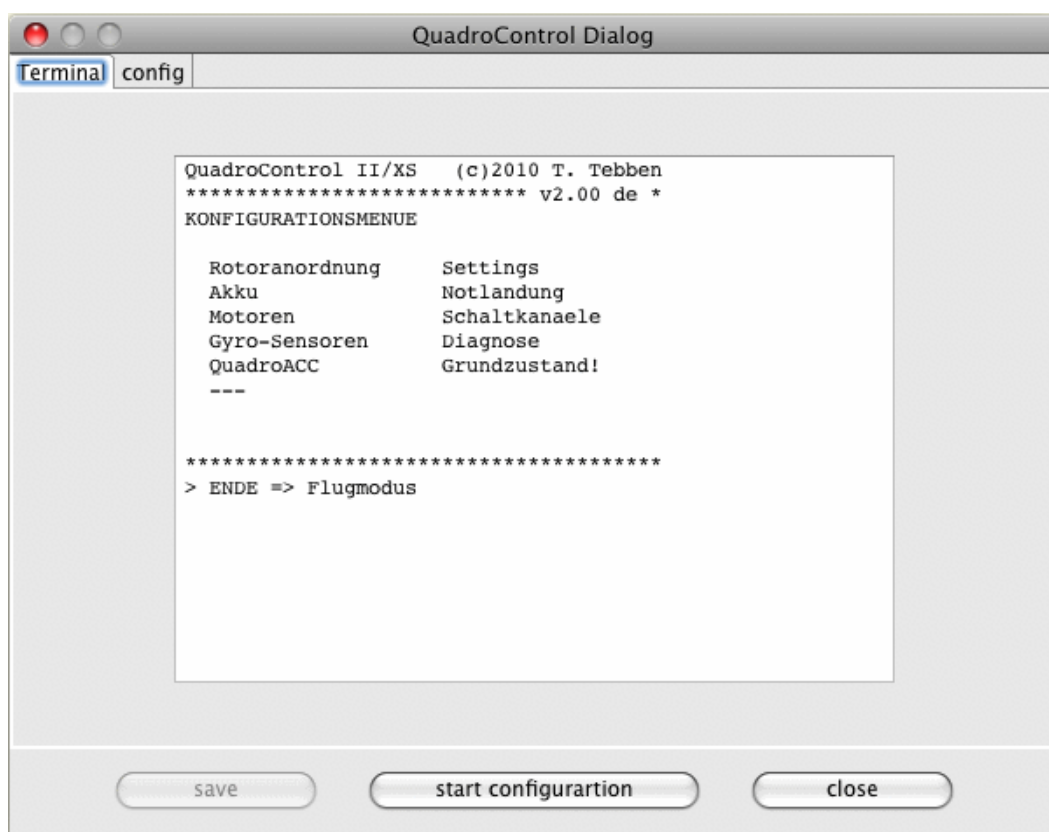 QuadroControl Dialog
Terminal config
QuadroControl II/XS (c)2010 T. Tebben
**************************** v2.00 de *
KONFIGURATIONSMENUE
Rotoranordnung Settings
Akku Notlandung
Motoren Schaltkanaele
Gyro-Sensoren Diagnose
QuadroACC Grundzustand!
---
***************************************
> ENDE => Flugmodus
save start configurartion close